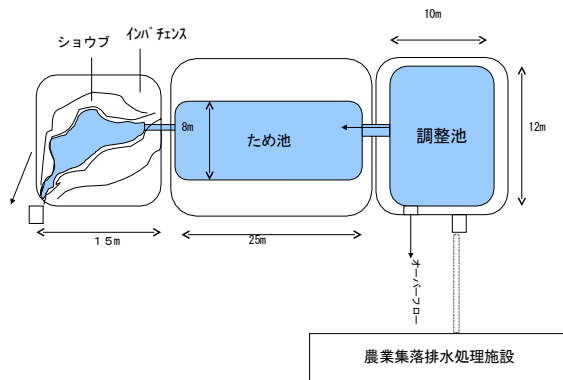 10m
ショウブ
インパチェンス
8m
ため池
調整池
12m
15m
25m
オーバーフロー
農業集落排水処理施設